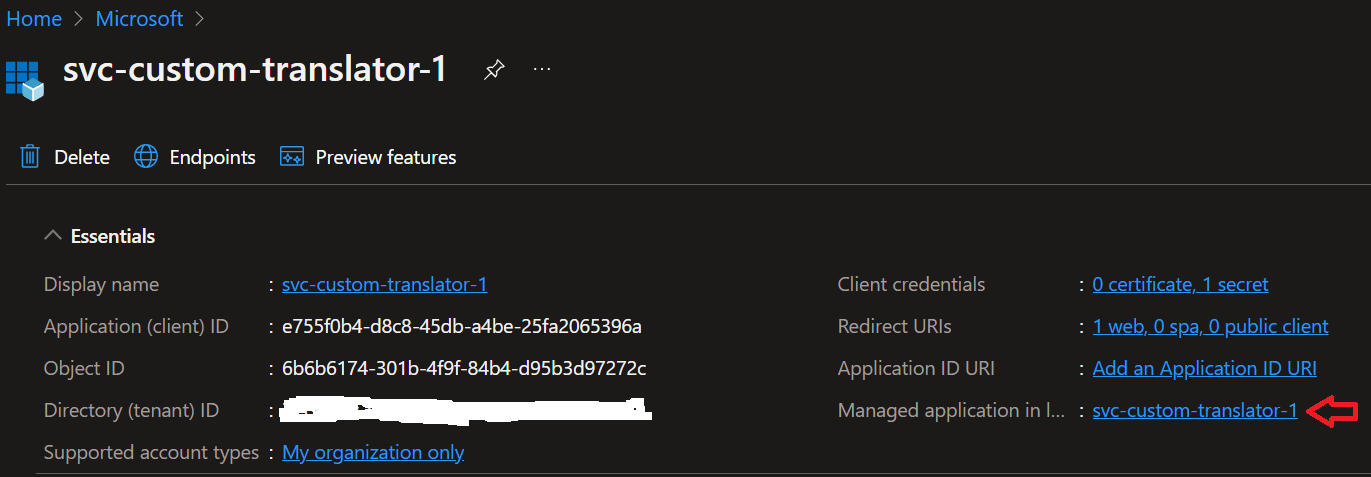 Home > Microsoft >
svc-custom-translator-1 ...
Delete Endpoints Preview features
Essentials
Display name : svc-custom-translator-1
Application (client) ID : e755f0b4-d8c8-45db-a4be-25fa2065396a
Object ID : 6b6b6174-301b-4f9f-84b4-d95b3d97272c
Directory (tenant) ID :
Supported account types : My organization only
Client credentials : 0 certificate, 1 secret
Redirect URIs : 1 web, 0 spa, 0 public client
Application ID URI : Add an Application ID URI
Managed application in l... : svc-custom-translator-1